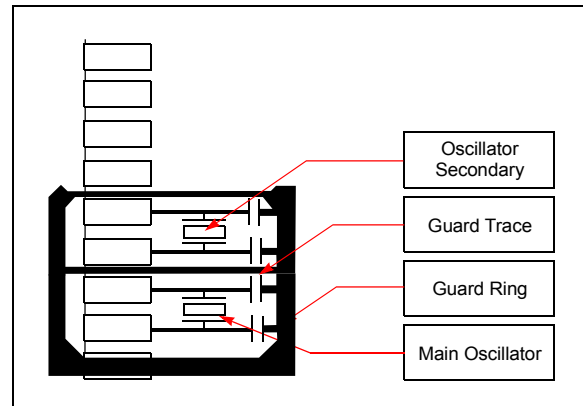 Oscillator
Secondary
Guard Trace
Guard Ring
Main Oscillator